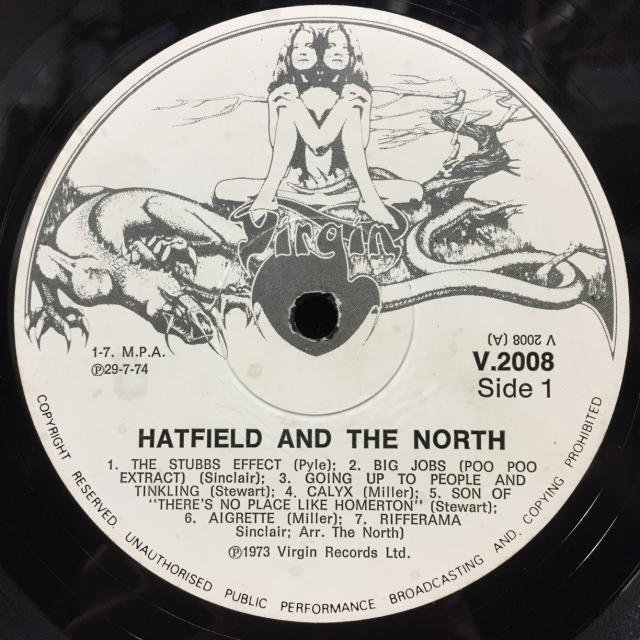 Virgin
1-7. M.P.A.
Ⓟ29-7-74
V 2008 (A)
V.2008
Side 1
HATFIELD AND THE NORTH
1. THE STUBBS EFFECT (Pyle); 2. BIG JOBS (POO POO
EXTRACT) (Sinclair); 3. GOING UP TO PEOPLE AND
TINKLING (Stewart); 4. CALYX (Miller); 5. SON OF
"THERE'S NO PLACE LIKE HOMERTON" (Stewart);
6. AIGRETTE (Miller); 7. RIFFERAMA
Sinclair; Arr. The North)
Ⓟ1973 Virgin Records Ltd.
COPYRIGHT RESERVED. UNAUTHORISED PUBLIC PERFORMANCE BROADCASTING AND COPYING PROHIBITED